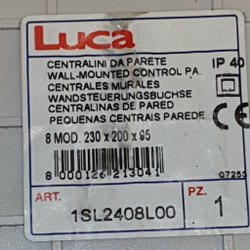 Luca
CENTRALINI DA PARETE IP 40
WALL-MOUNTED CONTROL PA.
CENTRALES MURALES
WANDSTEUERUNGSBUCHSE
CENTRALINAS DE PARED
PEQUENAS CENTRAIS PAREDE CE
8 MOD. 230 x 200 x 95
8 000126 213041
07253
ART. PZ.
1SL2408L00 1